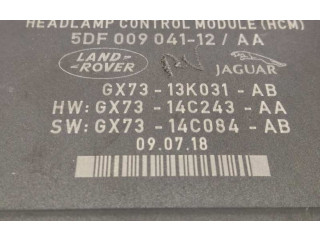 HEADLAMP CONTROL MODULE (HCM)
5DF 009 041-12 / AA
LAND-ROVER
JAGUAR
GX73-13K031-AB
HW: GX73-14C243-AA
SW: GX73-14C084-AB
09.07.18